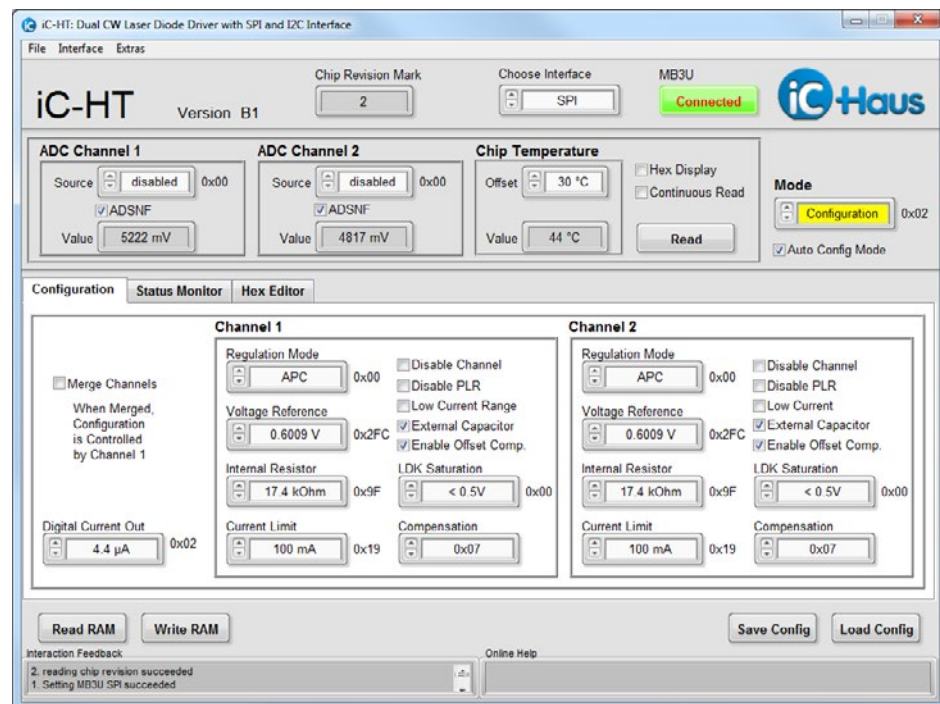 iC-HT: Dual CW Laser Diode Driver with SPI and I2C Interface
File Interface Extras
iC-HT Version B1
Chip Revision Mark
2
Choose Interface
SPI
MB3U
Connected
iC Haus
ADC Channel 1
Source disabled 0x00
ADSNF
Value 5222 mV
ADC Channel 2
Source disabled 0x00
ADSNF
Value 4817 mV
Chip Temperature
Offset 30 °C
Value 44 °C
Hex Display
Continuous Read
Read
Mode
Configuration 0x02
Auto Config Mode
Configuration Status Monitor Hex Editor
Merge Channels
When Merged,
Configuration
is Controlled
by Channel 1
Digital Current Out
4.4 µA 0x02
Channel 1
Regulation Mode
APC 0x00
Voltage Reference
0.6009 V 0x2FC
Internal Resistor
17.4 kOhm 0x9F
Current Limit
100 mA 0x19
Disable Channel
Disable PLR
Low Current Range
External Capacitor
Enable Offset Comp.
LDK Saturation
< 0.5V 0x00
Compensation
0x07
Channel 2
Regulation Mode
APC 0x00
Voltage Reference
0.6009 V 0x2FC
Internal Resistor
17.4 kOhm 0x9F
Current Limit
100 mA 0x19
Disable Channel
Disable PLR
Low Current
External Capacitor
Enable Offset Comp.
LDK Saturation
< 0.5V 0x00
Compensation
0x07
Read RAM Write RAM Save Config Load Config
Interaction Feedback
2. reading chip revision succeeded
1. Setting MB3U SPI succeeded
Online Help